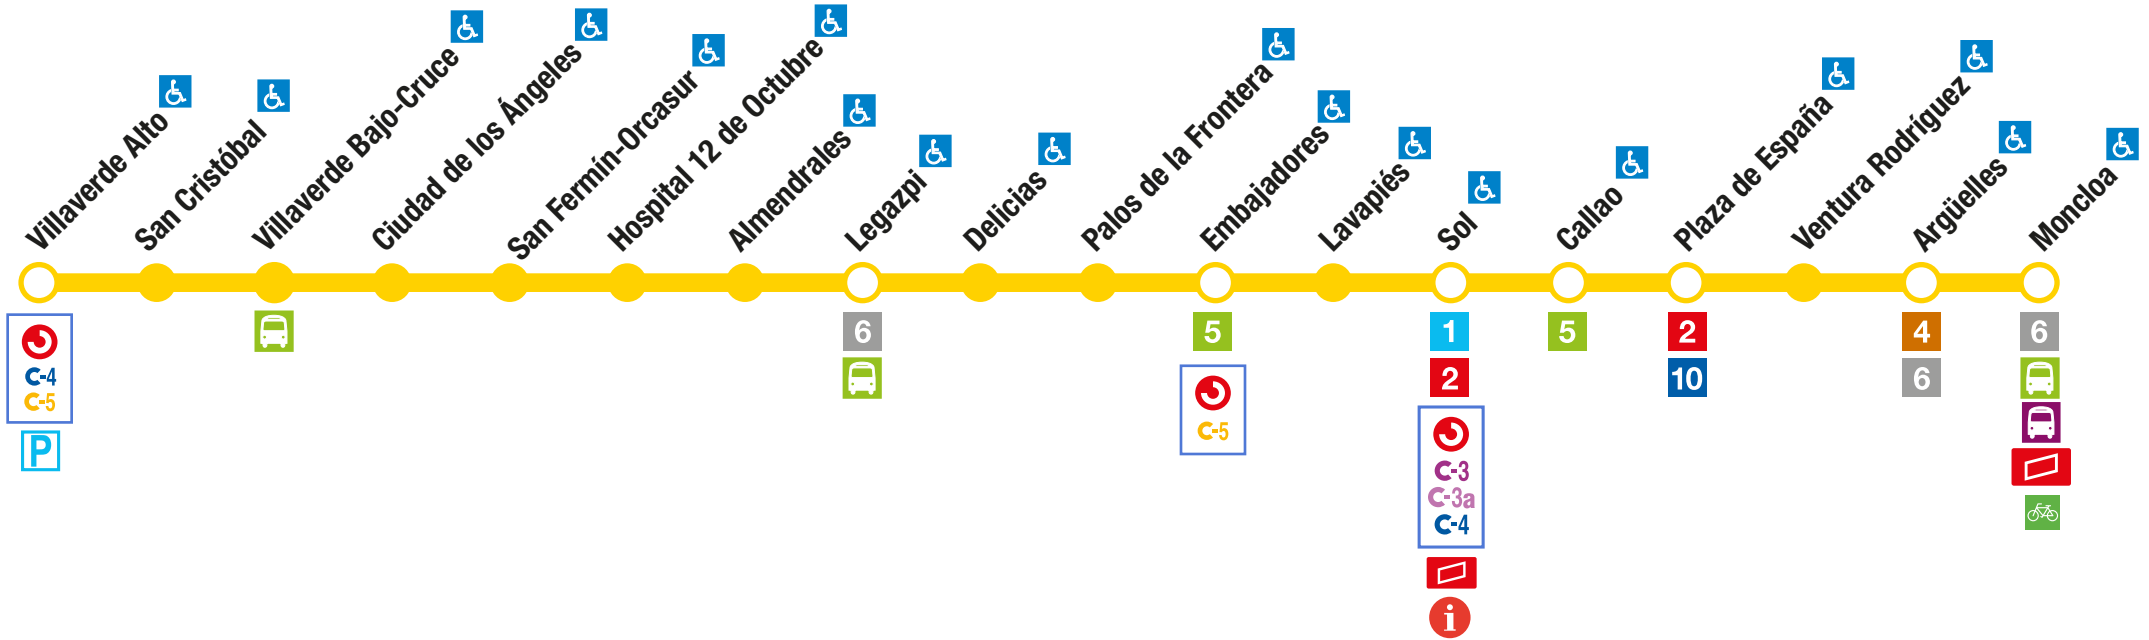 Villaverde Alto
San Cristóbal
Villaverde Bajo-Cruce
Ciudad de los Ángeles
San Fermín-Orcasur
Hospital 12 de Octubre
Almendrales
Legazpi
Delicias
Palos de la Frontera
Embajadores
Lavapiés
Sol
Callao
Plaza de España
Ventura Rodríguez
Argüelles
Moncloa
C-4
C-5
P
6
5
C-5
1
2
C-3
C-3a
C-4
i
5
2
10
4
6
6